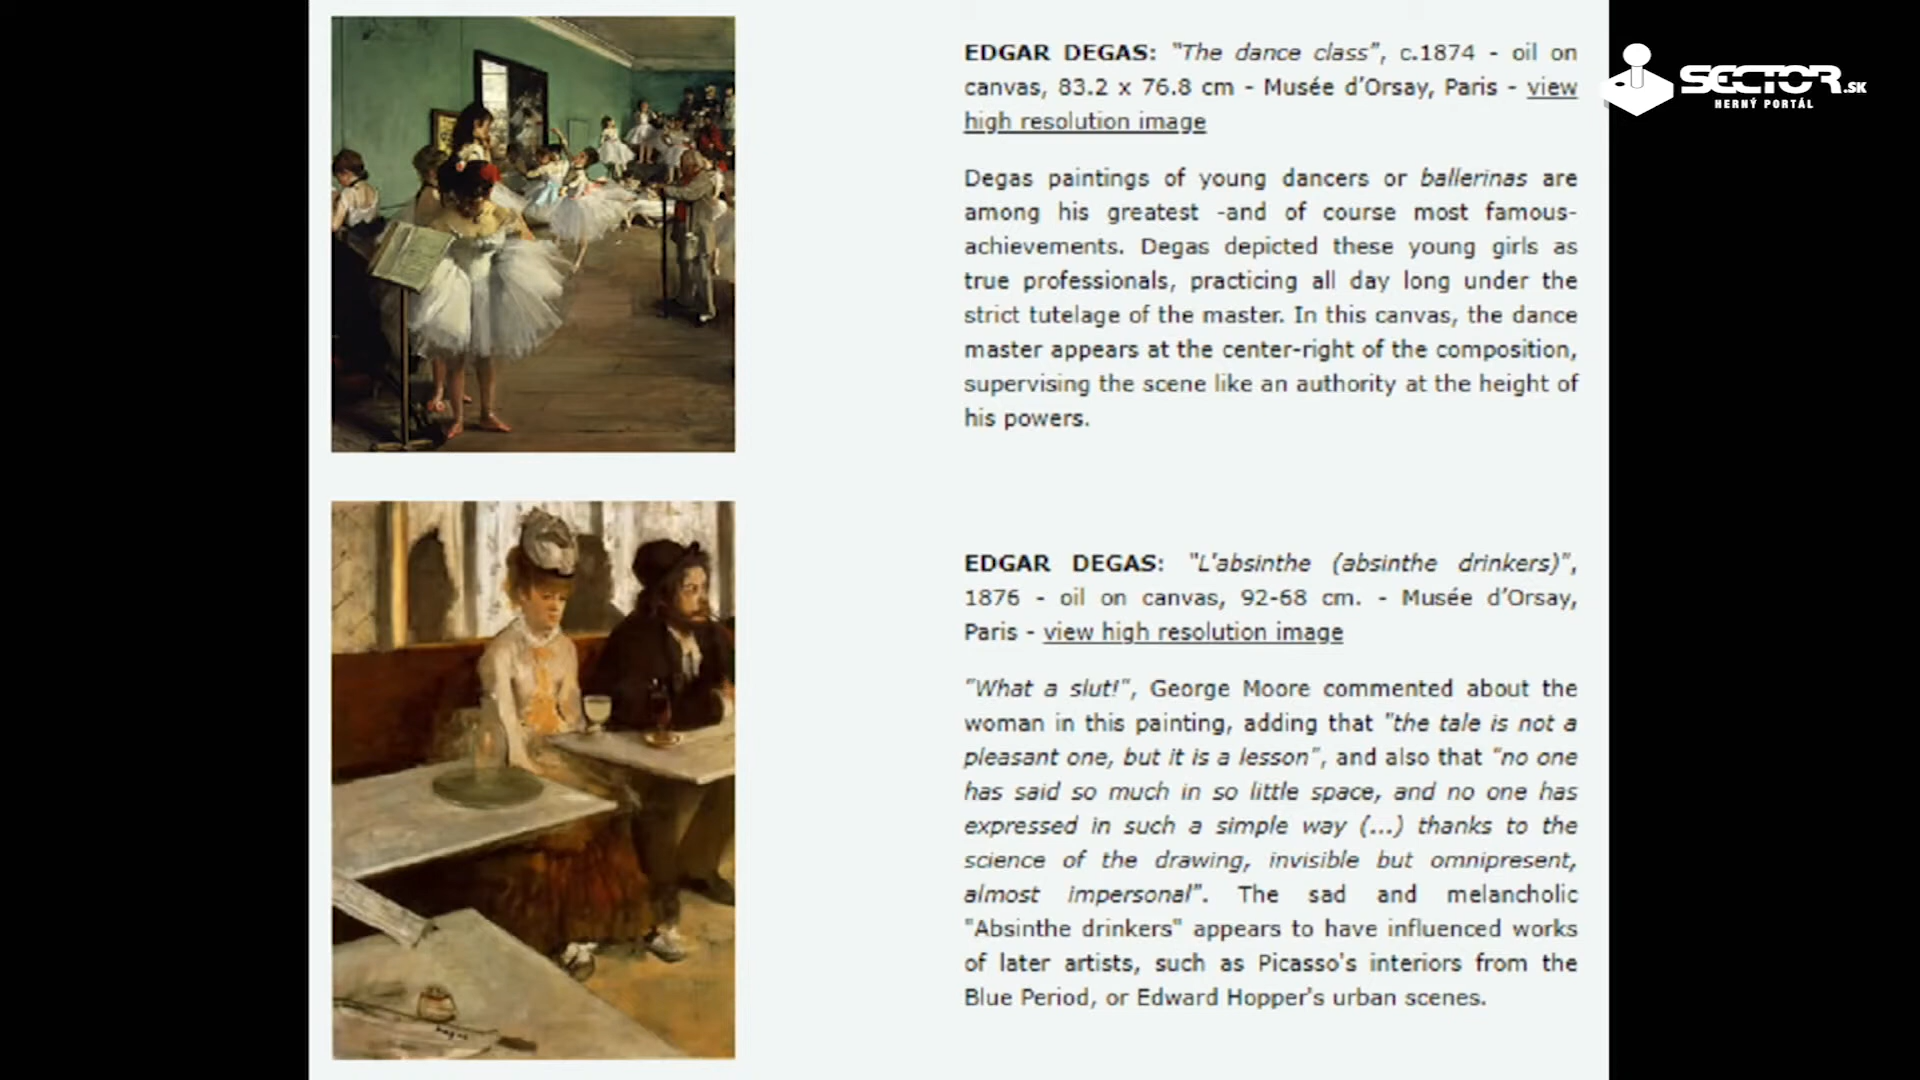 EDGAR DEGAS: "The dance class", c.1874 - oil on
canvas, 83.2 x 76.8 cm - Musée d'Orsay, Paris - view
high resolution image
Degas paintings of young dancers or ballerinas are
among his greatest -and of course most famous-
achievements. Degas depicted these young girls as
true professionals, practicing all day long under the
strict tutelage of the master. In this canvas, the dance
master appears at the center-right of the composition,
supervising the scene like an authority at the height of
his powers.
EDGAR DEGAS: "L'absinthe (absinthe drinkers)",
1876 - oil on canvas, 92-68 cm. - Musée d'Orsay,
Paris - view high resolution image
"What a slut!", George Moore commented about the
woman in this painting, adding that "the tale is not a
pleasant one, but it is a lesson", and also that "no one
has said so much in so little space, and no one has
expressed in such a simple way (...) thanks to the
science of the drawing, invisible but omnipresent,
almost impersonal". The sad and melancholic
"Absinthe drinkers" appears to have influenced works
of later artists, such as Picasso's interiors from the
Blue Period, or Edward Hopper's urban scenes.
SECTOR.SK
HERNÝ PORTÁL